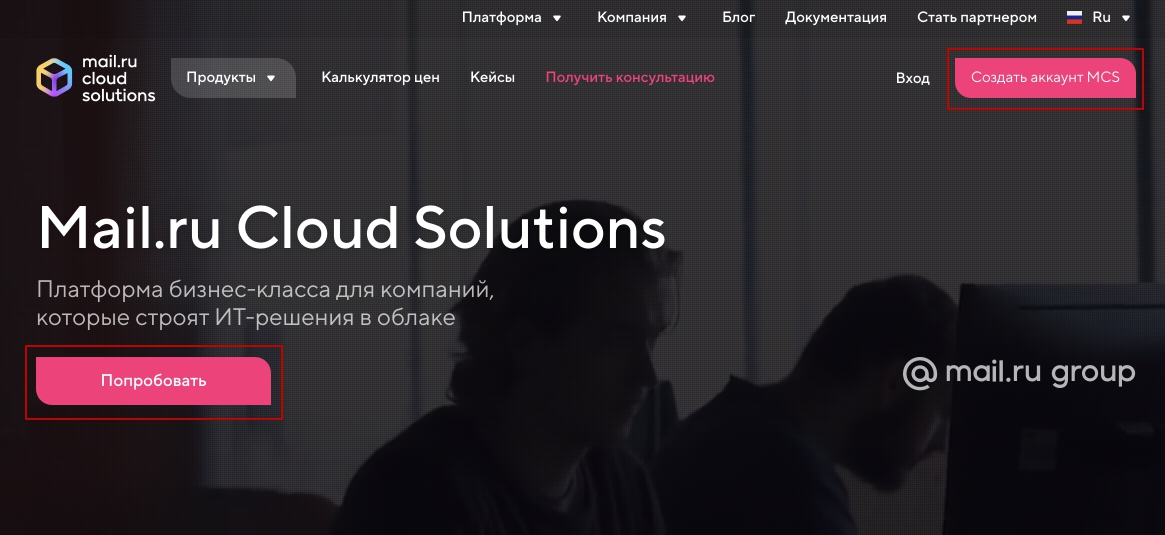 Платформа Компания Блог Документация Стать партнером Ru
mail.ru
cloud
solutions
Продукты Калькулятор цен Кейсы Получить консультацию Вход Создать аккаунт MCS
Mail.ru Cloud Solutions
Платформа бизнес-класса для компаний,
которые строят ИТ-решения в облаке
Попробовать
@mail.ru group